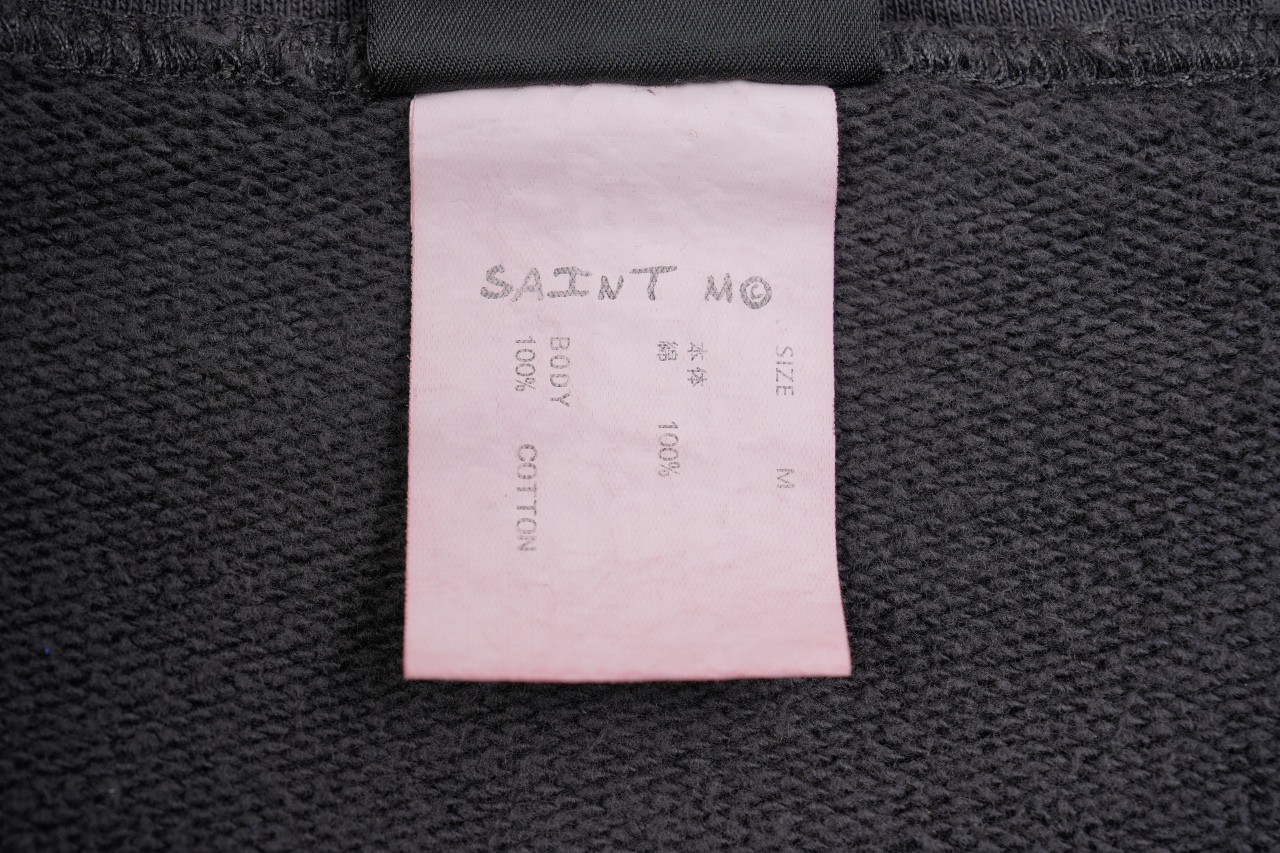 SAINT M©
SIZE M
本体
綿 100%
BODY
100% COTTON